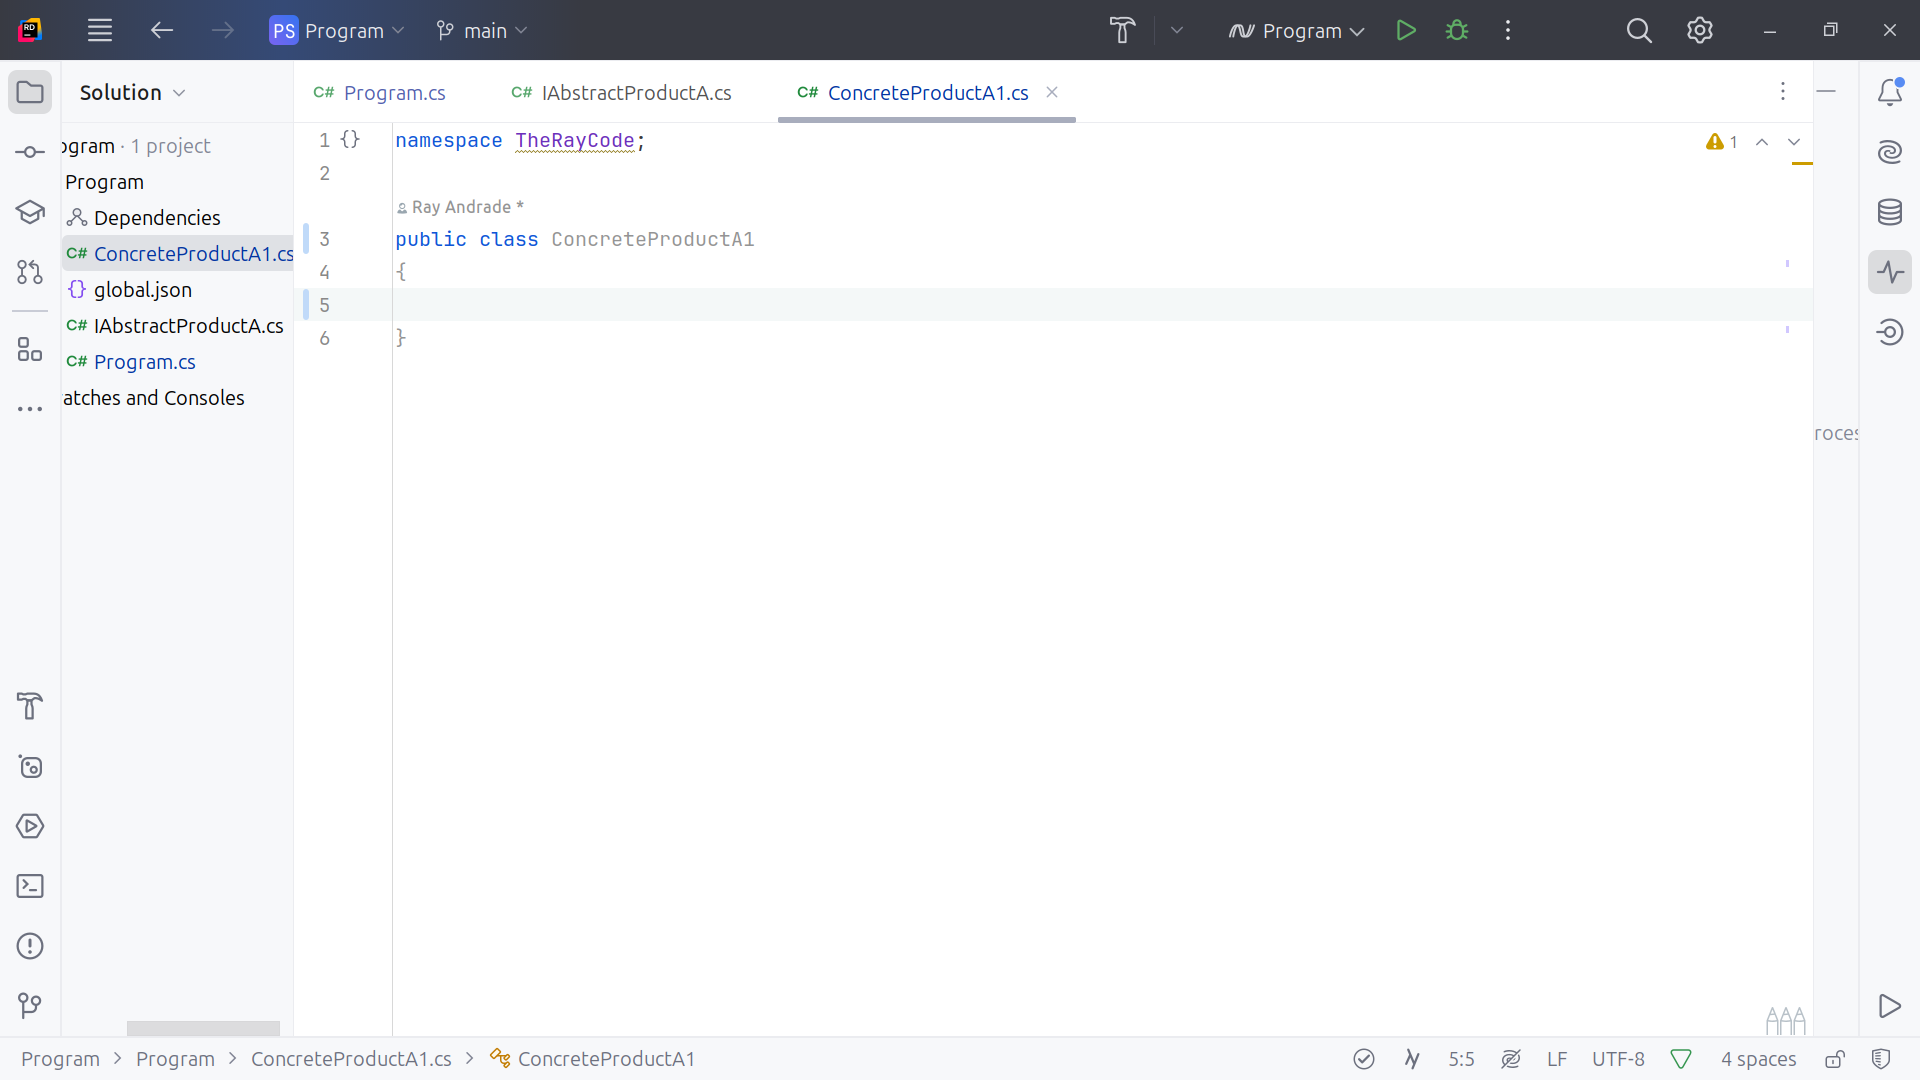 PS Program main Program
Solution
ogram · 1 project
Program
Dependencies
C# ConcreteProductA1.cs
{} global.json
C# IAbstractProductA.cs
C# Program.cs
atches and Consoles
C# Program.cs C# IAbstractProductA.cs C# ConcreteProductA1.cs
1 {} namespace TheRayCode; 1
2
Ray Andrade *
3 public class ConcreteProductA1
4 {
5
6 }
roces
Program > Program > ConcreteProductA1.cs > ConcreteProductA1 5:5 LF UTF-8 4 spaces